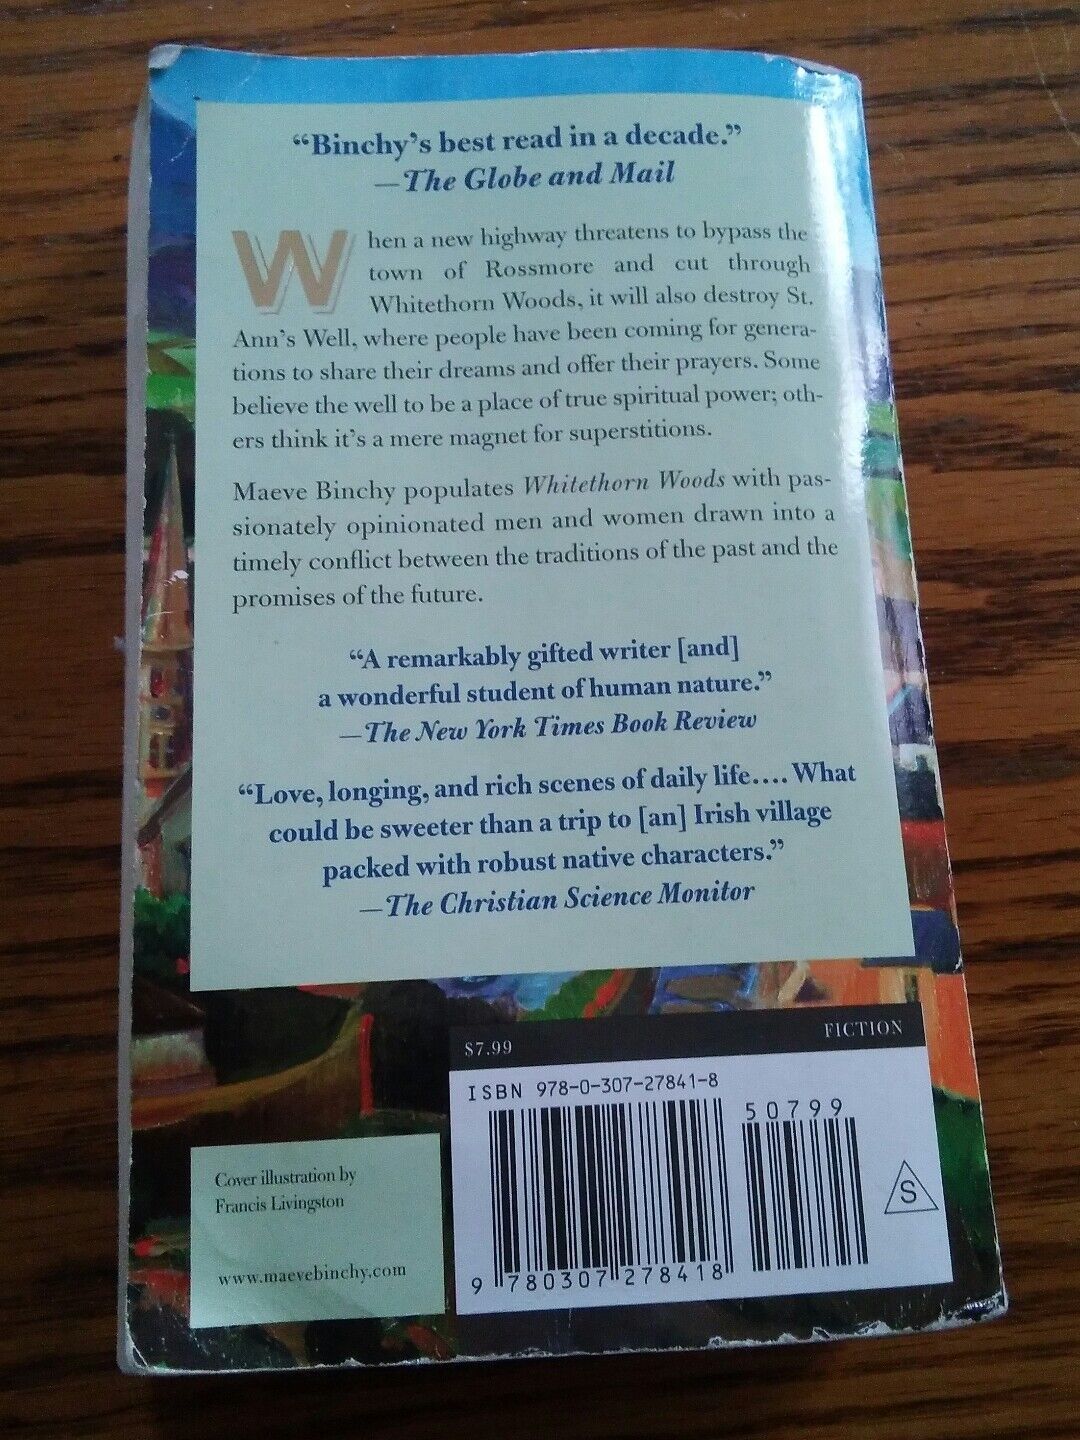 “Binchy’s best read in a decade.”
—The Globe and Mail
When a new highway threatens to bypass the
town of Rossmore and cut through
Whitethorn Woods, it will also destroy St.
Ann’s Well, where people have been coming for genera-
tions to share their dreams and offer their prayers. Some
believe the well to be a place of true spiritual power; oth-
ers think it’s a mere magnet for superstitions.
Maeve Binchy populates Whitethorn Woods with pas-
sionately opinionated men and women drawn into a
timely conflict between the traditions of the past and the
promises of the future.
“A remarkably gifted writer [and]
a wonderful student of human nature.”
—The New York Times Book Review
“Love, longing, and rich scenes of daily life.... What
could be sweeter than a trip to [an] Irish village
packed with robust native characters.”
—The Christian Science Monitor
$7.99
FICTION
ISBN 978-0-307-27841-8
50799
S
9 780307 278418
Cover illustration by
Francis Livingston
www.maevebinchy.com